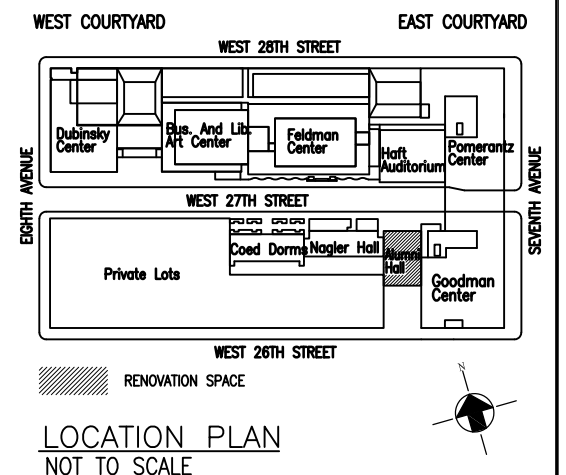 WEST COURTYARD
EAST COURTYARD
WEST 28TH STREET
Dubinsky
Center
Bus. And Lib.
Art Center
Feldman
Center
Haft
Auditorium
Pomerantz
Center
EIGHTH AVENUE
SEVENTH AVENUE
WEST 27TH STREET
Private Lots
Coed Dorms
Nagler Hall
Alumni
Hall
Goodman
Center
WEST 26TH STREET
RENOVATION SPACE
N
LOCATION PLAN
NOT TO SCALE